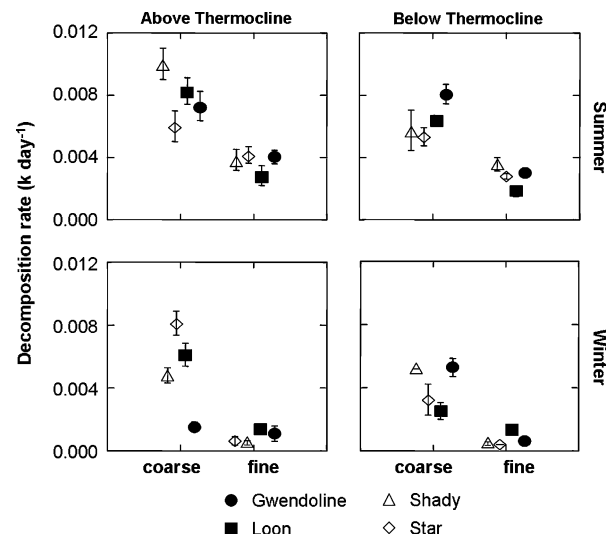 Above Thermocline Below Thermocline
0.012
0.008
0.004
0.000
Summer
Decomposition rate (k day-1)
0.012
0.008
0.004
0.000
Winter
coarse fine coarse fine
Gwendoline Shady
Loon Star